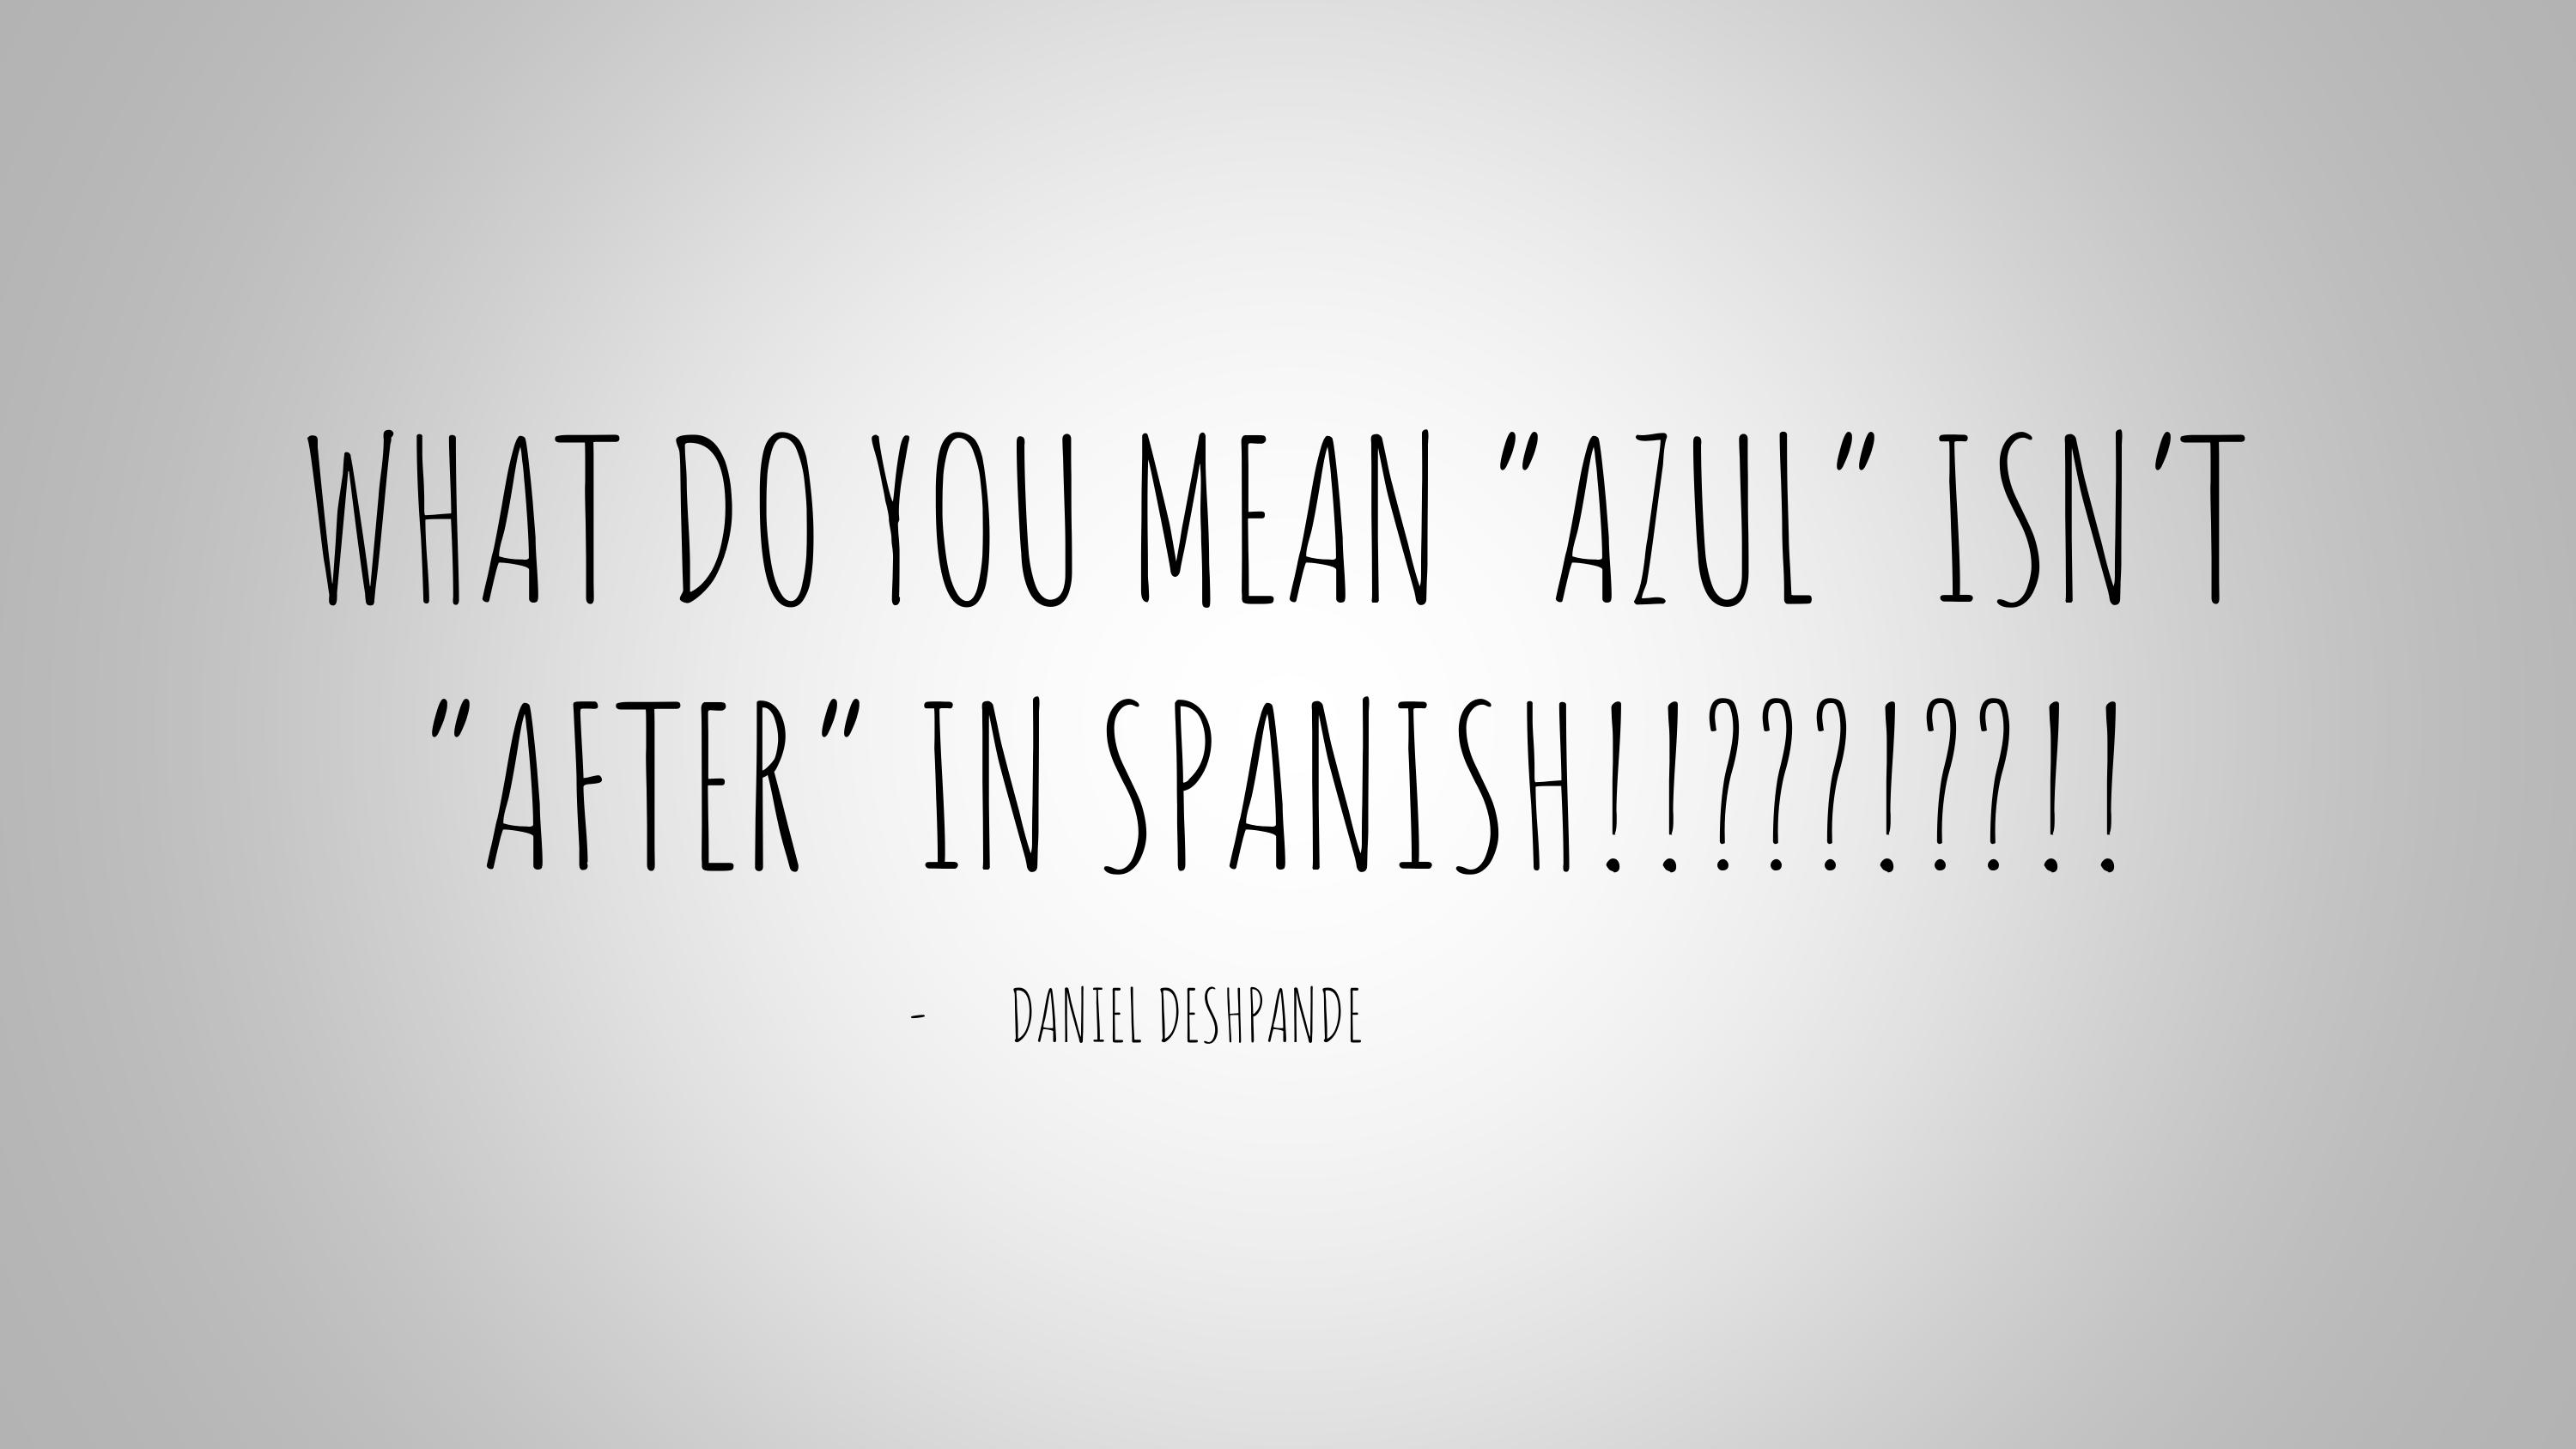 WHAT DO YOU MEAN "AZUL" ISN'T
"AFTER" IN SPANISH!!???!??!!
- DANIEL DESHPANDE